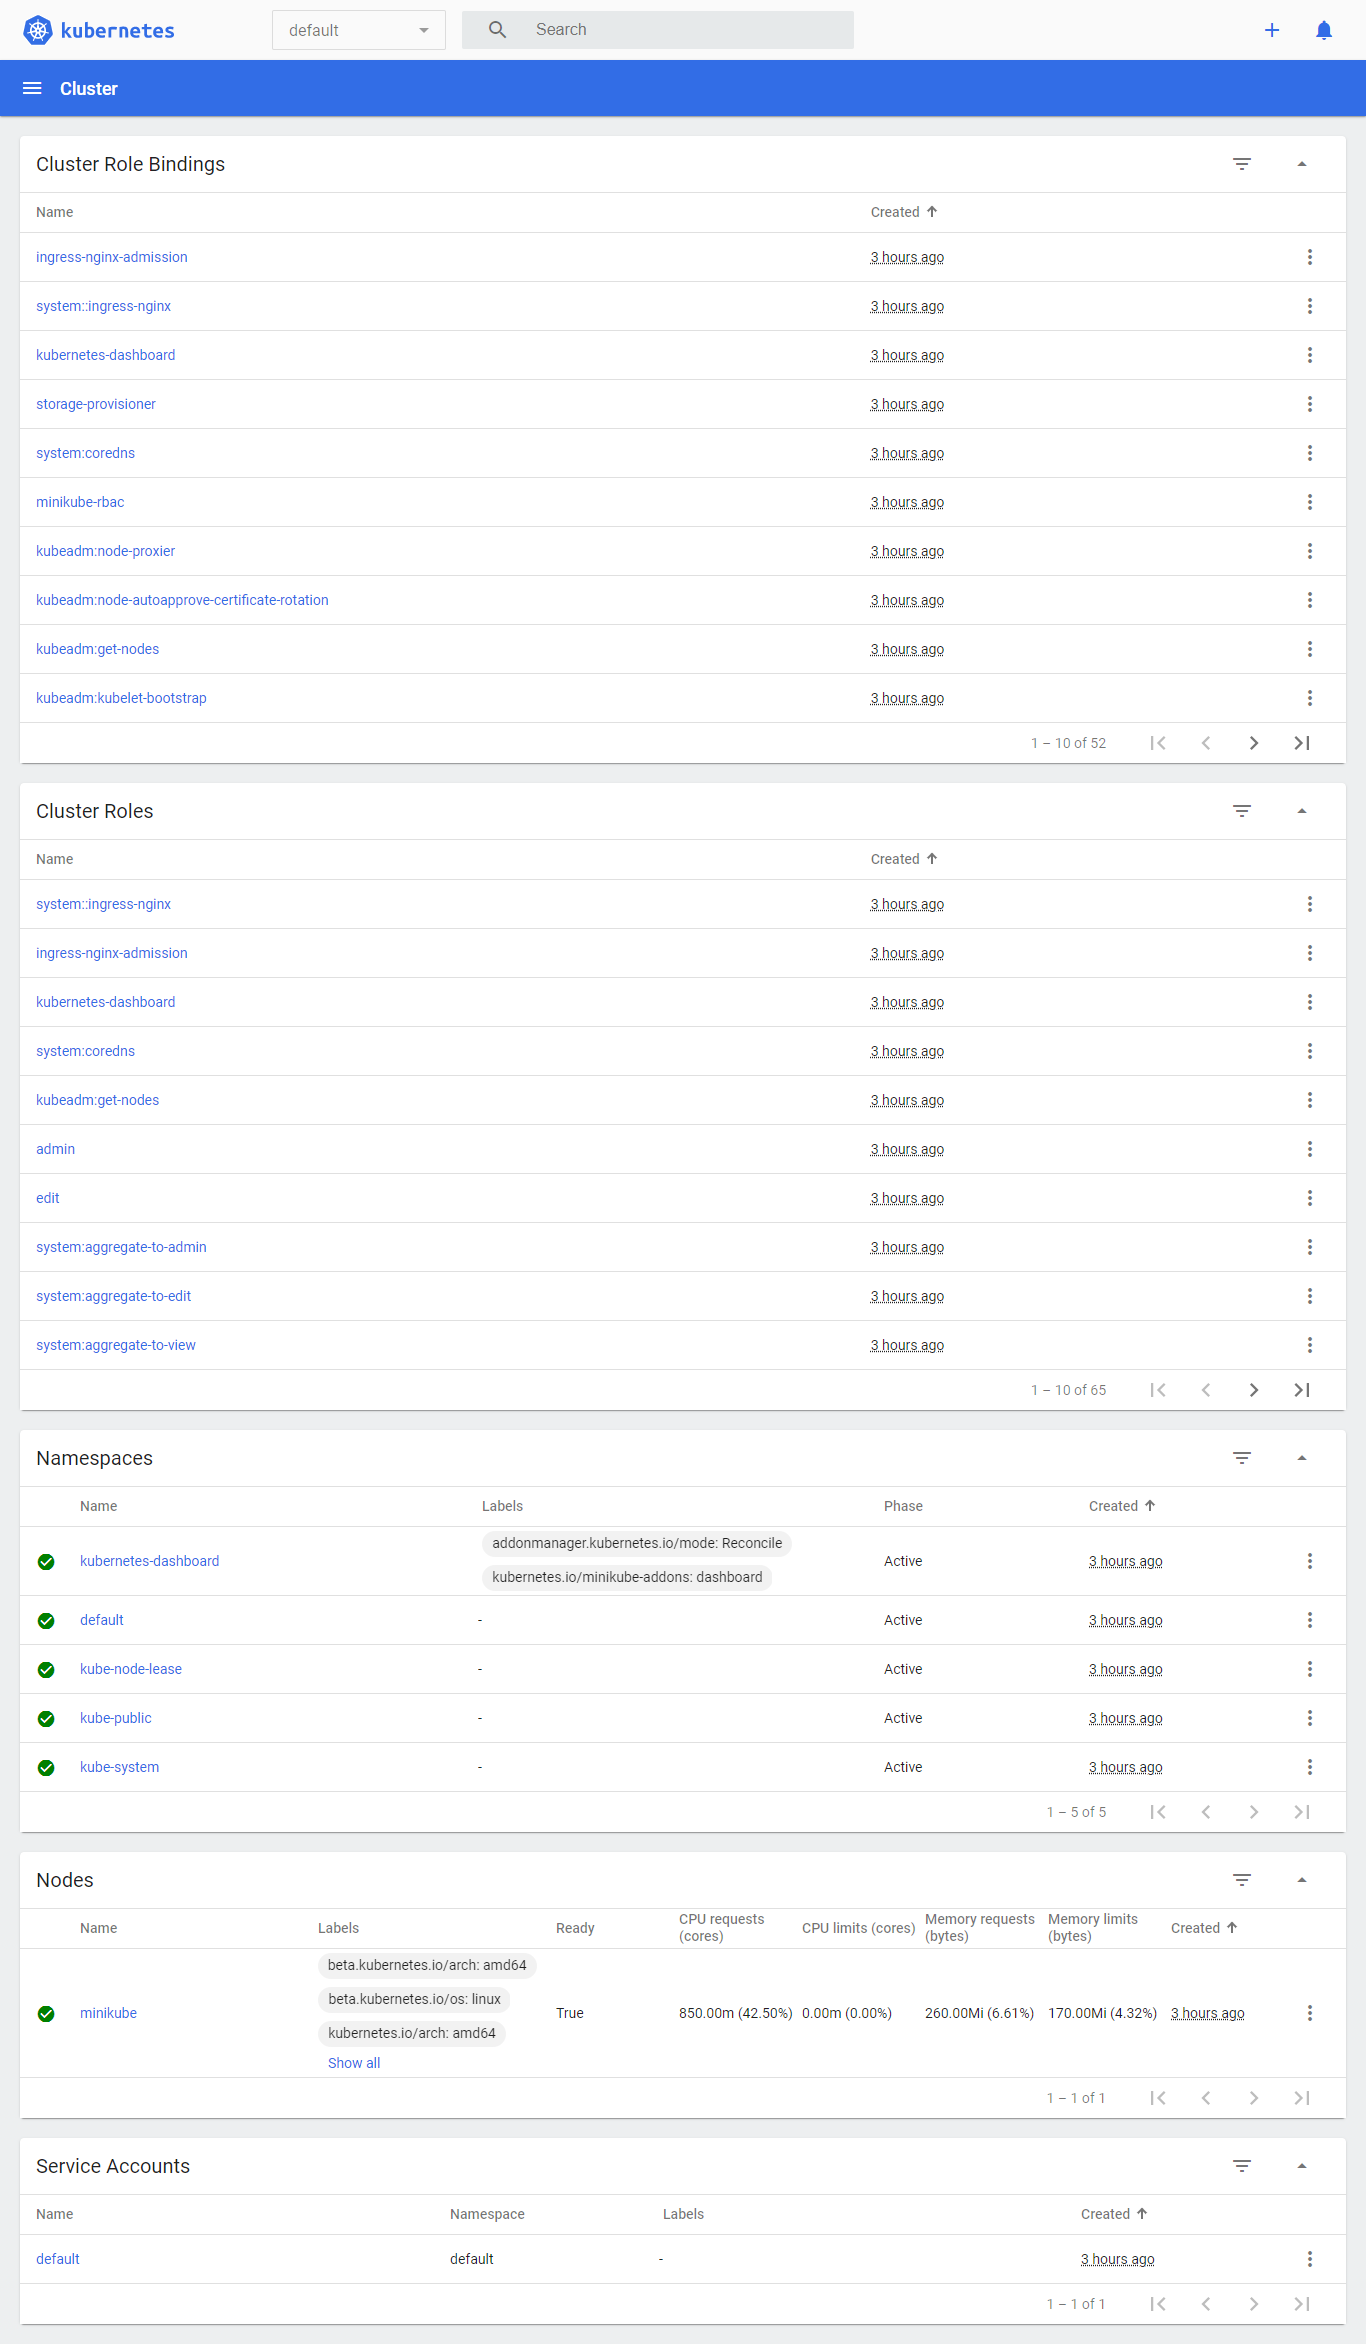 kubernetes
default
Search
Cluster
Cluster Role Bindings
Name Created
ingress-nginx-admission 3 hours ago
system::ingress-nginx 3 hours ago
kubernetes-dashboard 3 hours ago
storage-provisioner 3 hours ago
system:coredns 3 hours ago
minikube-rbac 3 hours ago
kubeadm:node-proxier 3 hours ago
kubeadm:node-autoapprove-certificate-rotation 3 hours ago
kubeadm:get-nodes 3 hours ago
kubeadm:kubelet-bootstrap 3 hours ago
1 – 10 of 52
Cluster Roles
Name Created
system::ingress-nginx 3 hours ago
ingress-nginx-admission 3 hours ago
kubernetes-dashboard 3 hours ago
system:coredns 3 hours ago
kubeadm:get-nodes 3 hours ago
admin 3 hours ago
edit 3 hours ago
system:aggregate-to-admin 3 hours ago
system:aggregate-to-edit 3 hours ago
system:aggregate-to-view 3 hours ago
1 – 10 of 65
Namespaces
Name Labels Phase Created
addonmanager.kubernetes.io/mode: Reconcile
kubernetes-dashboard Active 3 hours ago
kubernetes.io/minikube-addons: dashboard
default - Active 3 hours ago
kube-node-lease - Active 3 hours ago
kube-public - Active 3 hours ago
kube-system - Active 3 hours ago
1 – 5 of 5
Nodes
Name Labels Ready CPU requests (cores) CPU limits (cores) Memory requests (bytes) Memory limits (bytes) Created
beta.kubernetes.io/arch: amd64
beta.kubernetes.io/os: linux
minikube True 850.00m (42.50%) 0.00m (0.00%) 260.00Mi (6.61%) 170.00Mi (4.32%) 3 hours ago
kubernetes.io/arch: amd64
Show all
1 – 1 of 1
Service Accounts
Name Namespace Labels Created
default default - 3 hours ago
1 – 1 of 1